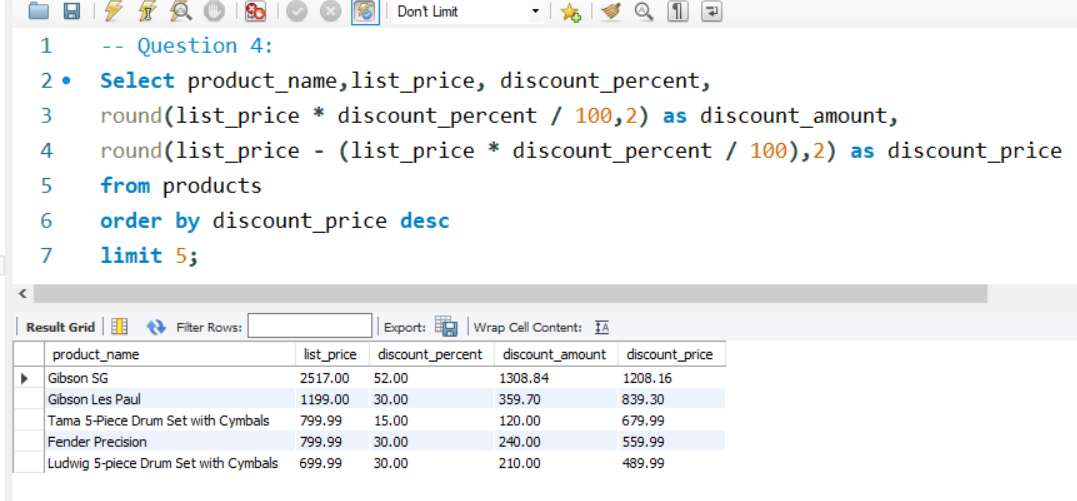 Don't Limit
1 -- Question 4:
2 Select product_name,list_price, discount_percent,
3 round(list_price * discount_percent / 100,2) as discount_amount,
4 round(list_price - (list_price * discount_percent / 100),2) as discount_price
5 from products
6 order by discount_price desc
7 limit 5;
Result Grid Filter Rows: Export: Wrap Cell Content:
product_name list_price discount_percent discount_amount discount_price
Gibson SG 2517.00 52.00 1308.84 1208.16
Gibson Les Paul 1199.00 30.00 359.70 839.30
Tama 5-Piece Drum Set with Cymbals 799.99 15.00 120.00 679.99
Fender Precision 799.99 30.00 240.00 559.99
Ludwig 5-piece Drum Set with Cymbals 699.99 30.00 210.00 489.99